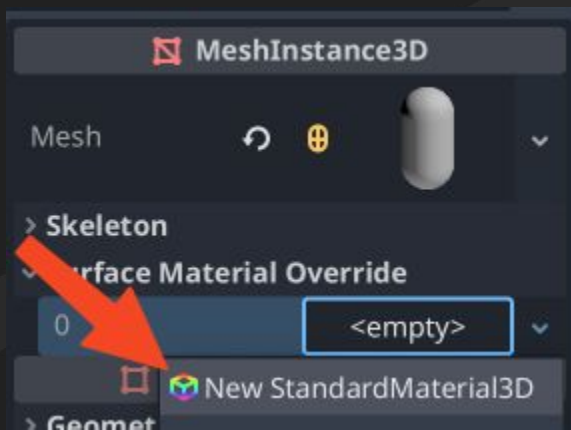 MeshInstance3D
Mesh
Skeleton
urface Material Override
0 <empty>
New StandardMaterial3D
Geomet